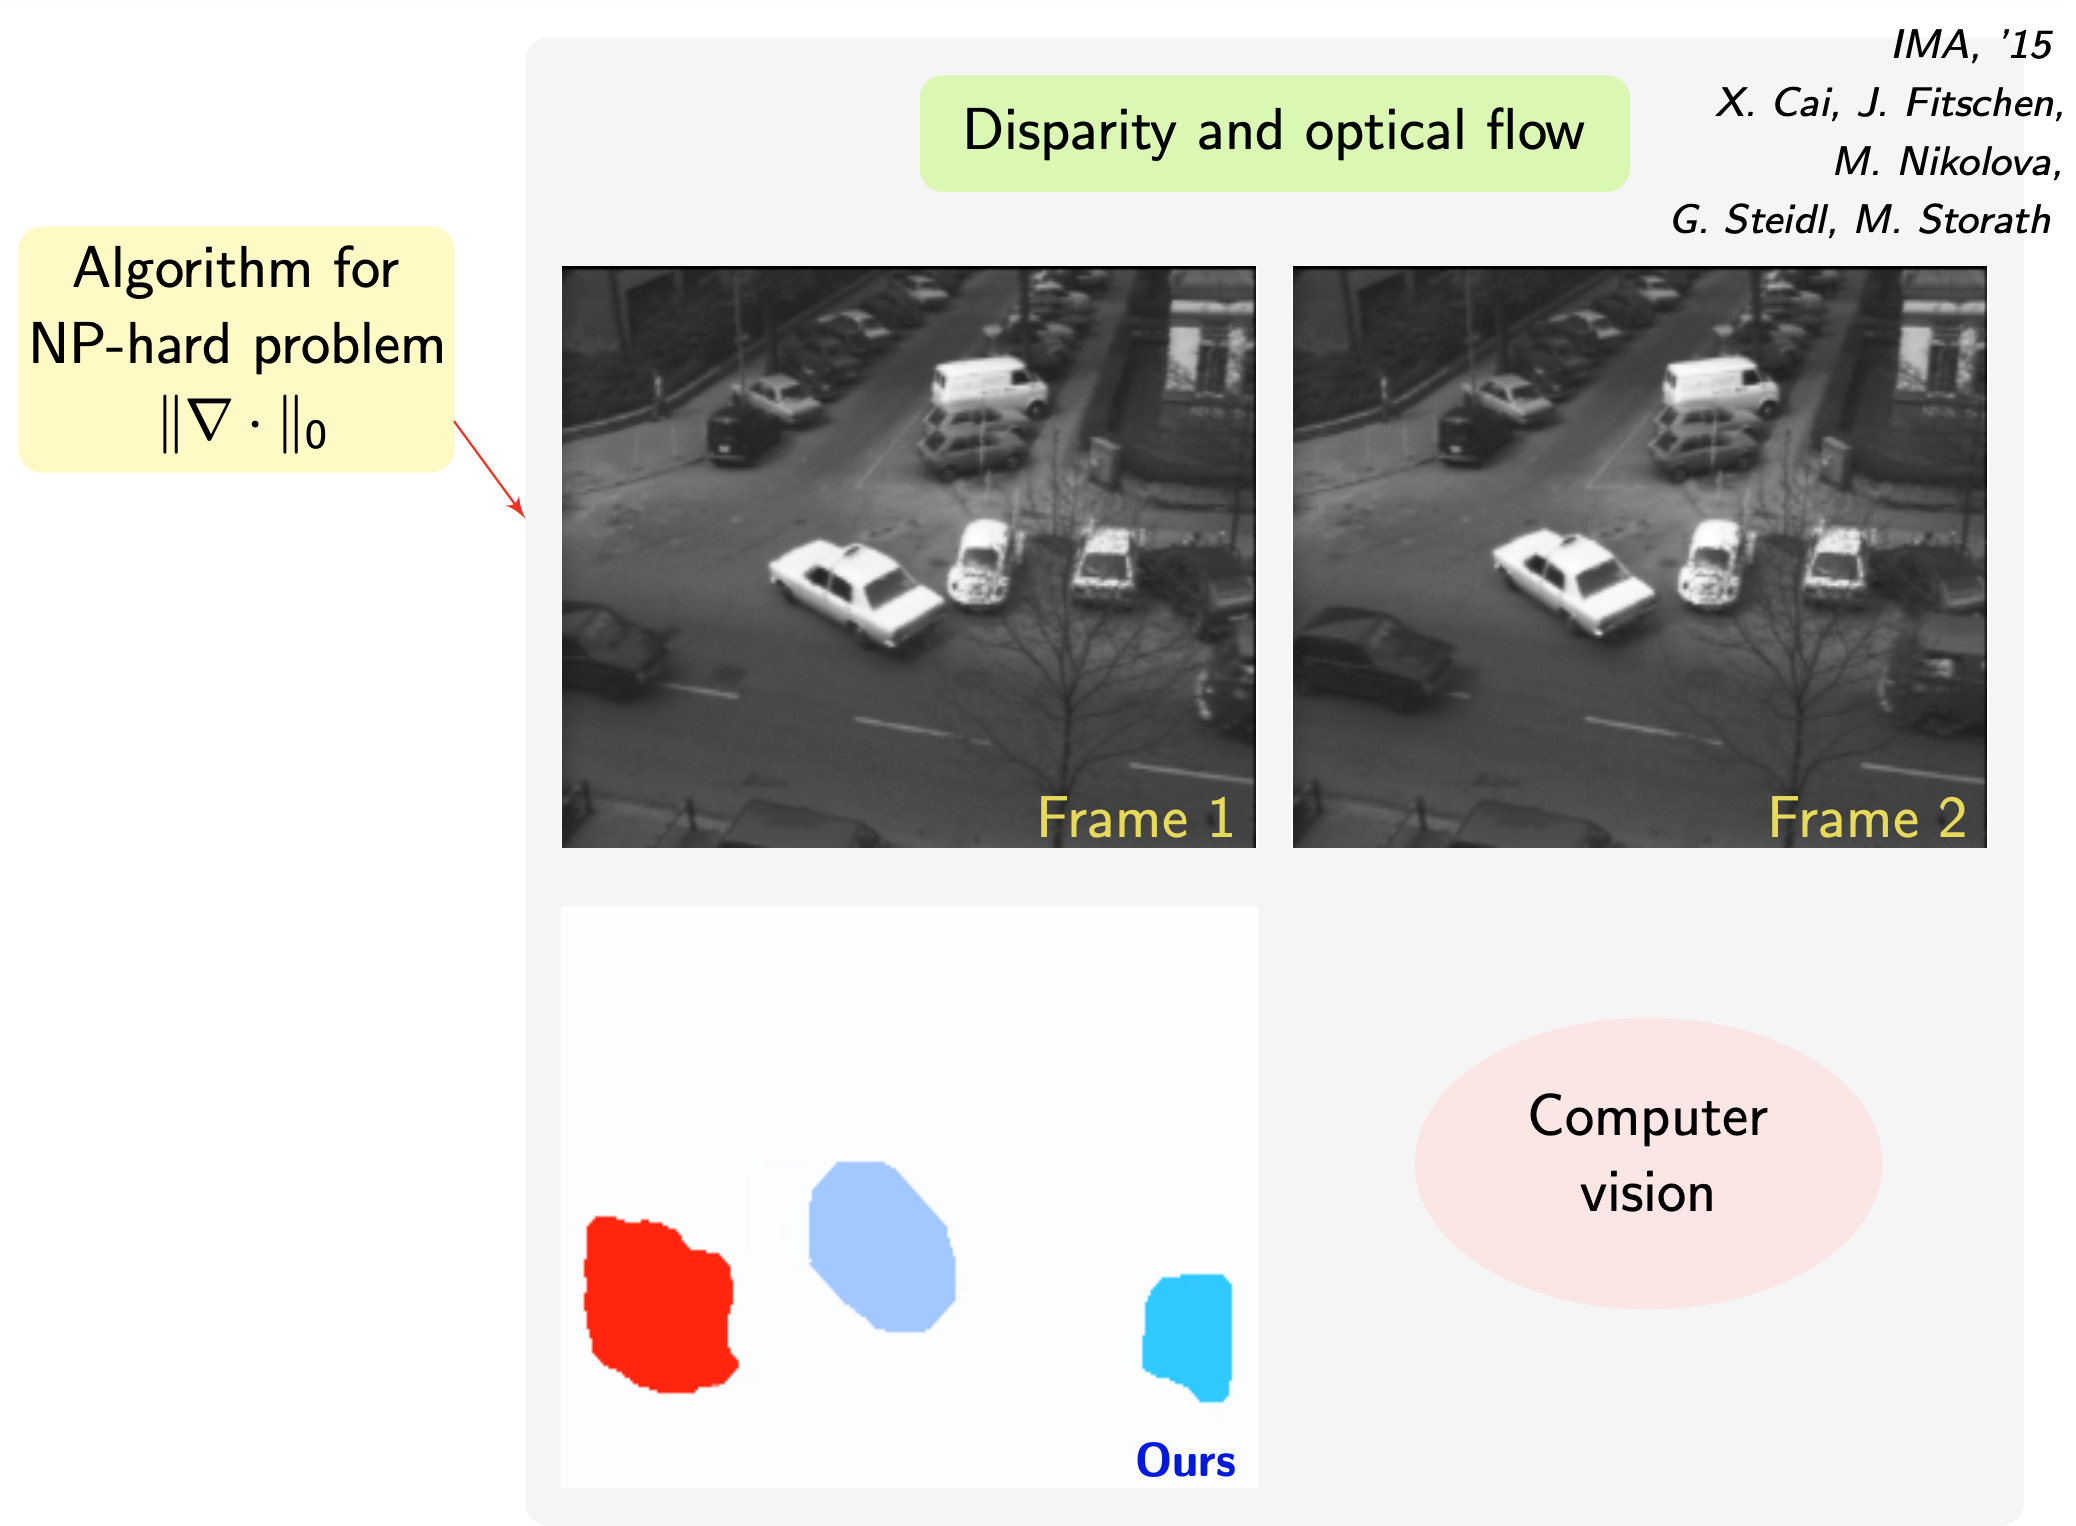 IMA, '15
X. Cai, J. Fitschen,
M. Nikolova,
G. Steidl, M. Storath
Disparity and optical flow
Algorithm for
NP-hard problem
‖∇ · ‖₀
Frame 1
Frame 2
Computer
vision
Ours